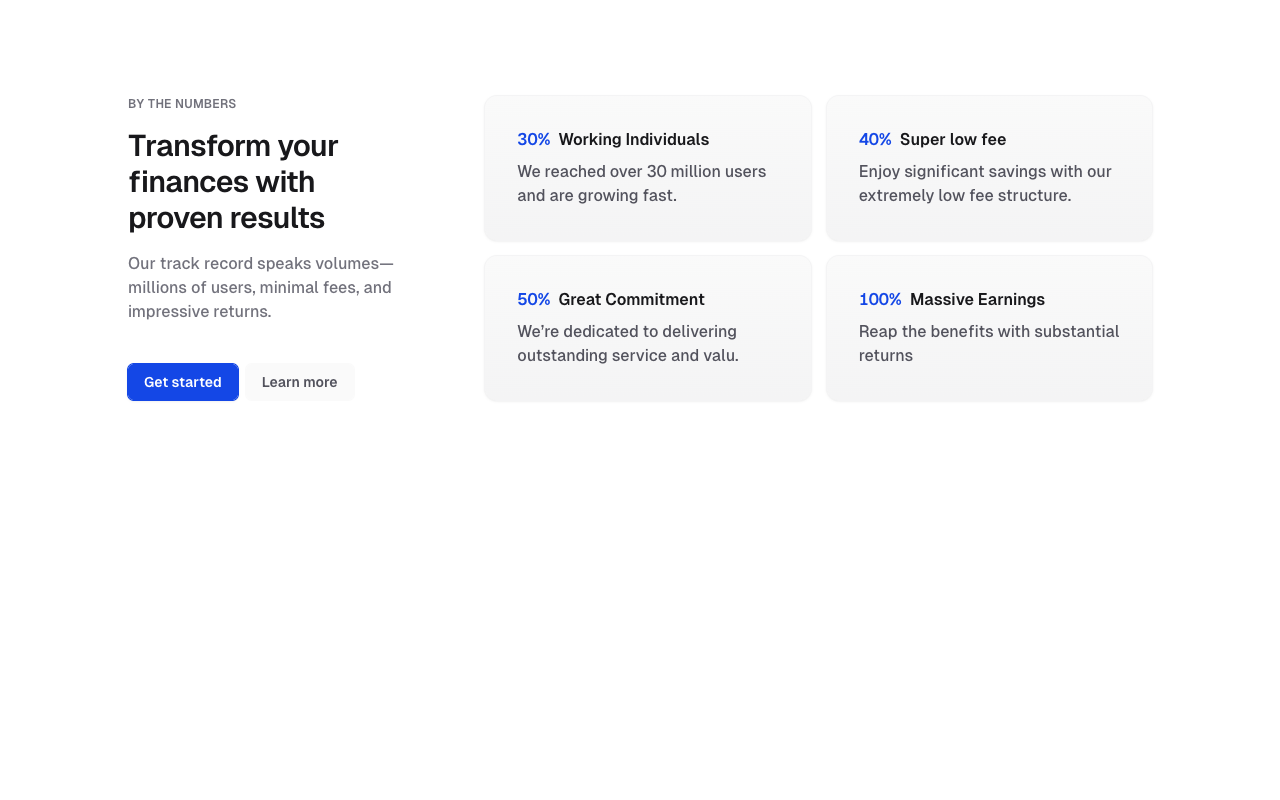 BY THE NUMBERS
Transform your
finances with
proven results
Our track record speaks volumes—
millions of users, minimal fees, and
impressive returns.
Get started
Learn more
30% Working Individuals
We reached over 30 million users
and are growing fast.
40% Super low fee
Enjoy significant savings with our
extremely low fee structure.
50% Great Commitment
We’re dedicated to delivering
outstanding service and valu.
100% Massive Earnings
Reap the benefits with substantial
returns